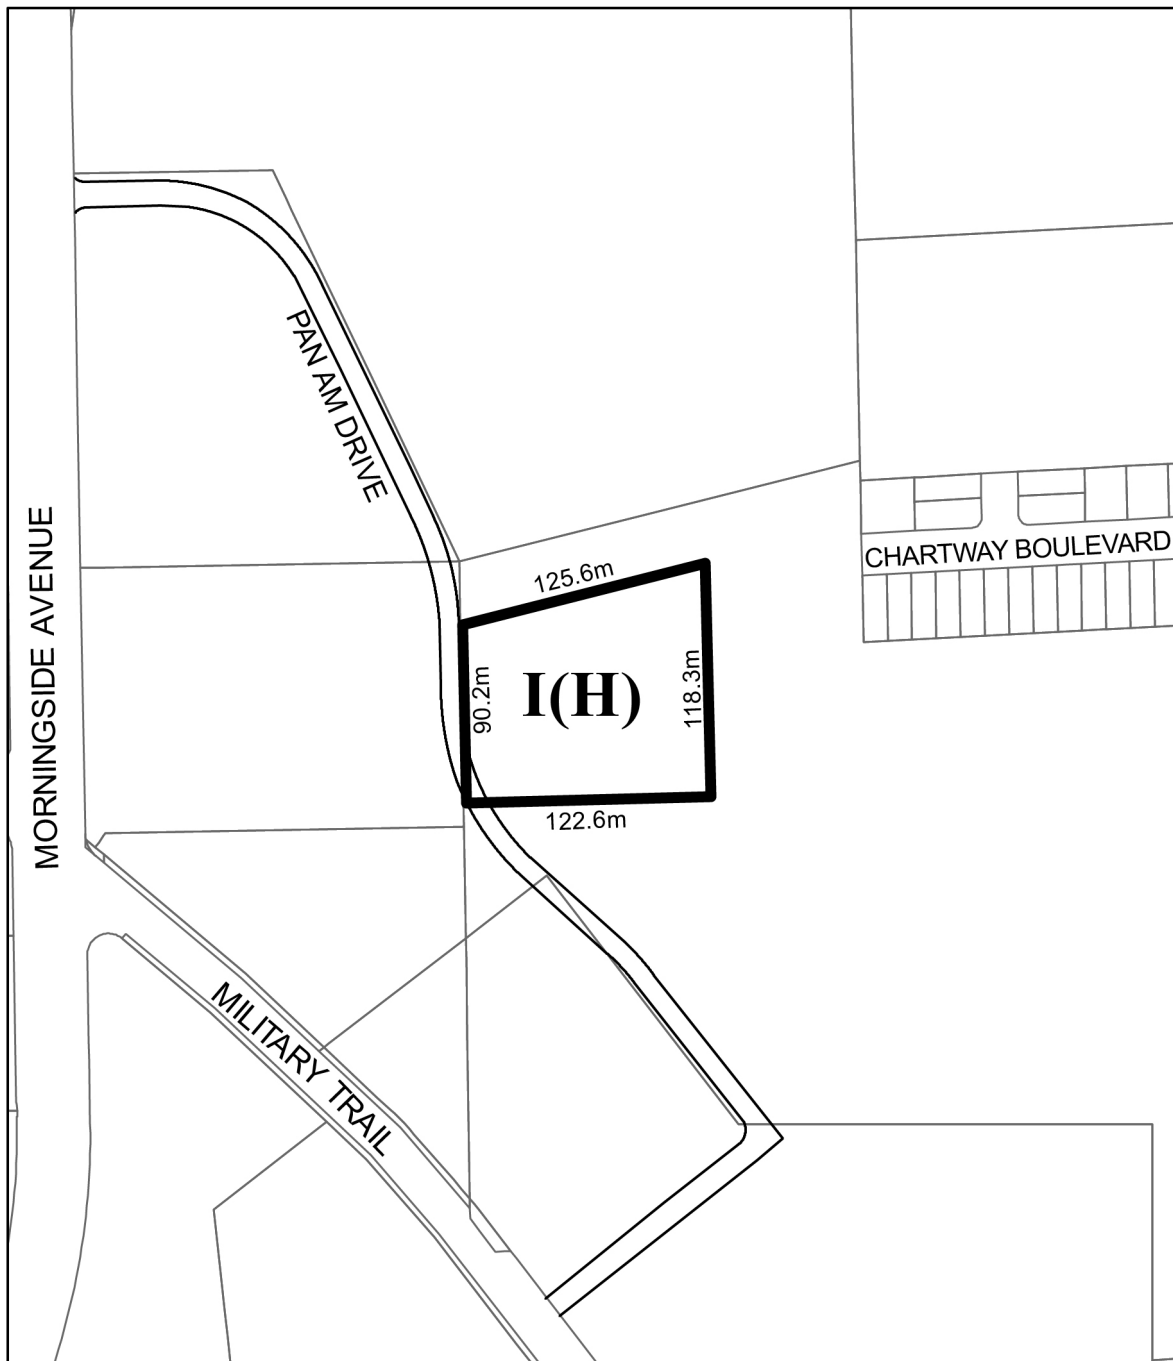 PAN AM DRIVE
MORNINGSIDE AVENUE
CHARTWAY BOULEVARD
125.6m
90.2m
I(H)
118.3m
122.6m
MILITARY TRAIL